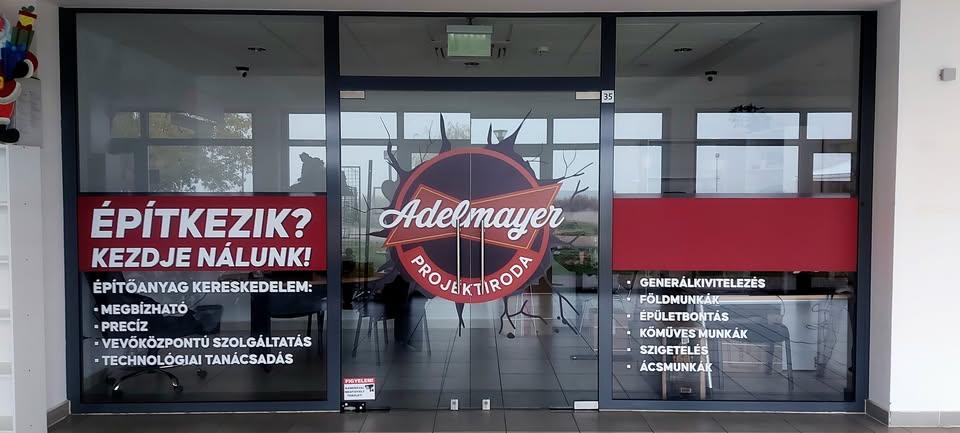 35
ÉPÍTKEZIK?
KEZDJE NÁLUNK!
ÉPÍTŐANYAG KERESKEDELEM:
• MEGBÍZHATÓ
• PRECÍZ
• VEVŐKÖZPONTÚ SZOLGÁLTATÁS
• TECHNOLÓGIAI TANÁCSADÁS
Adelmayer
PROJEKTIRODA
FIGYELEM!
• GENERÁLKIVITELEZÉS
• FÖLDMUNKÁK
• ÉPÜLETBONTÁS
• KŐMŰVES MUNKÁK
• SZIGETELÉS
• ÁCSMUNKÁK